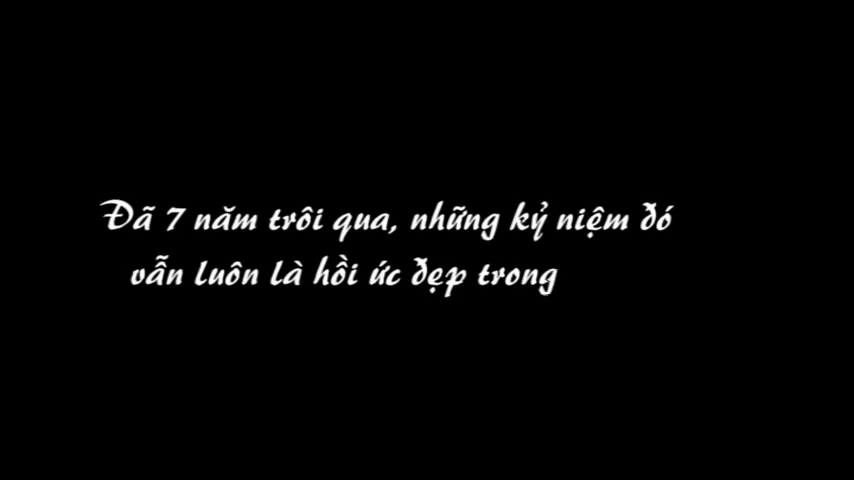 Đã 7 năm trôi qua, những kỷ niệm đó
vẫn luôn là hồi ức đẹp trong